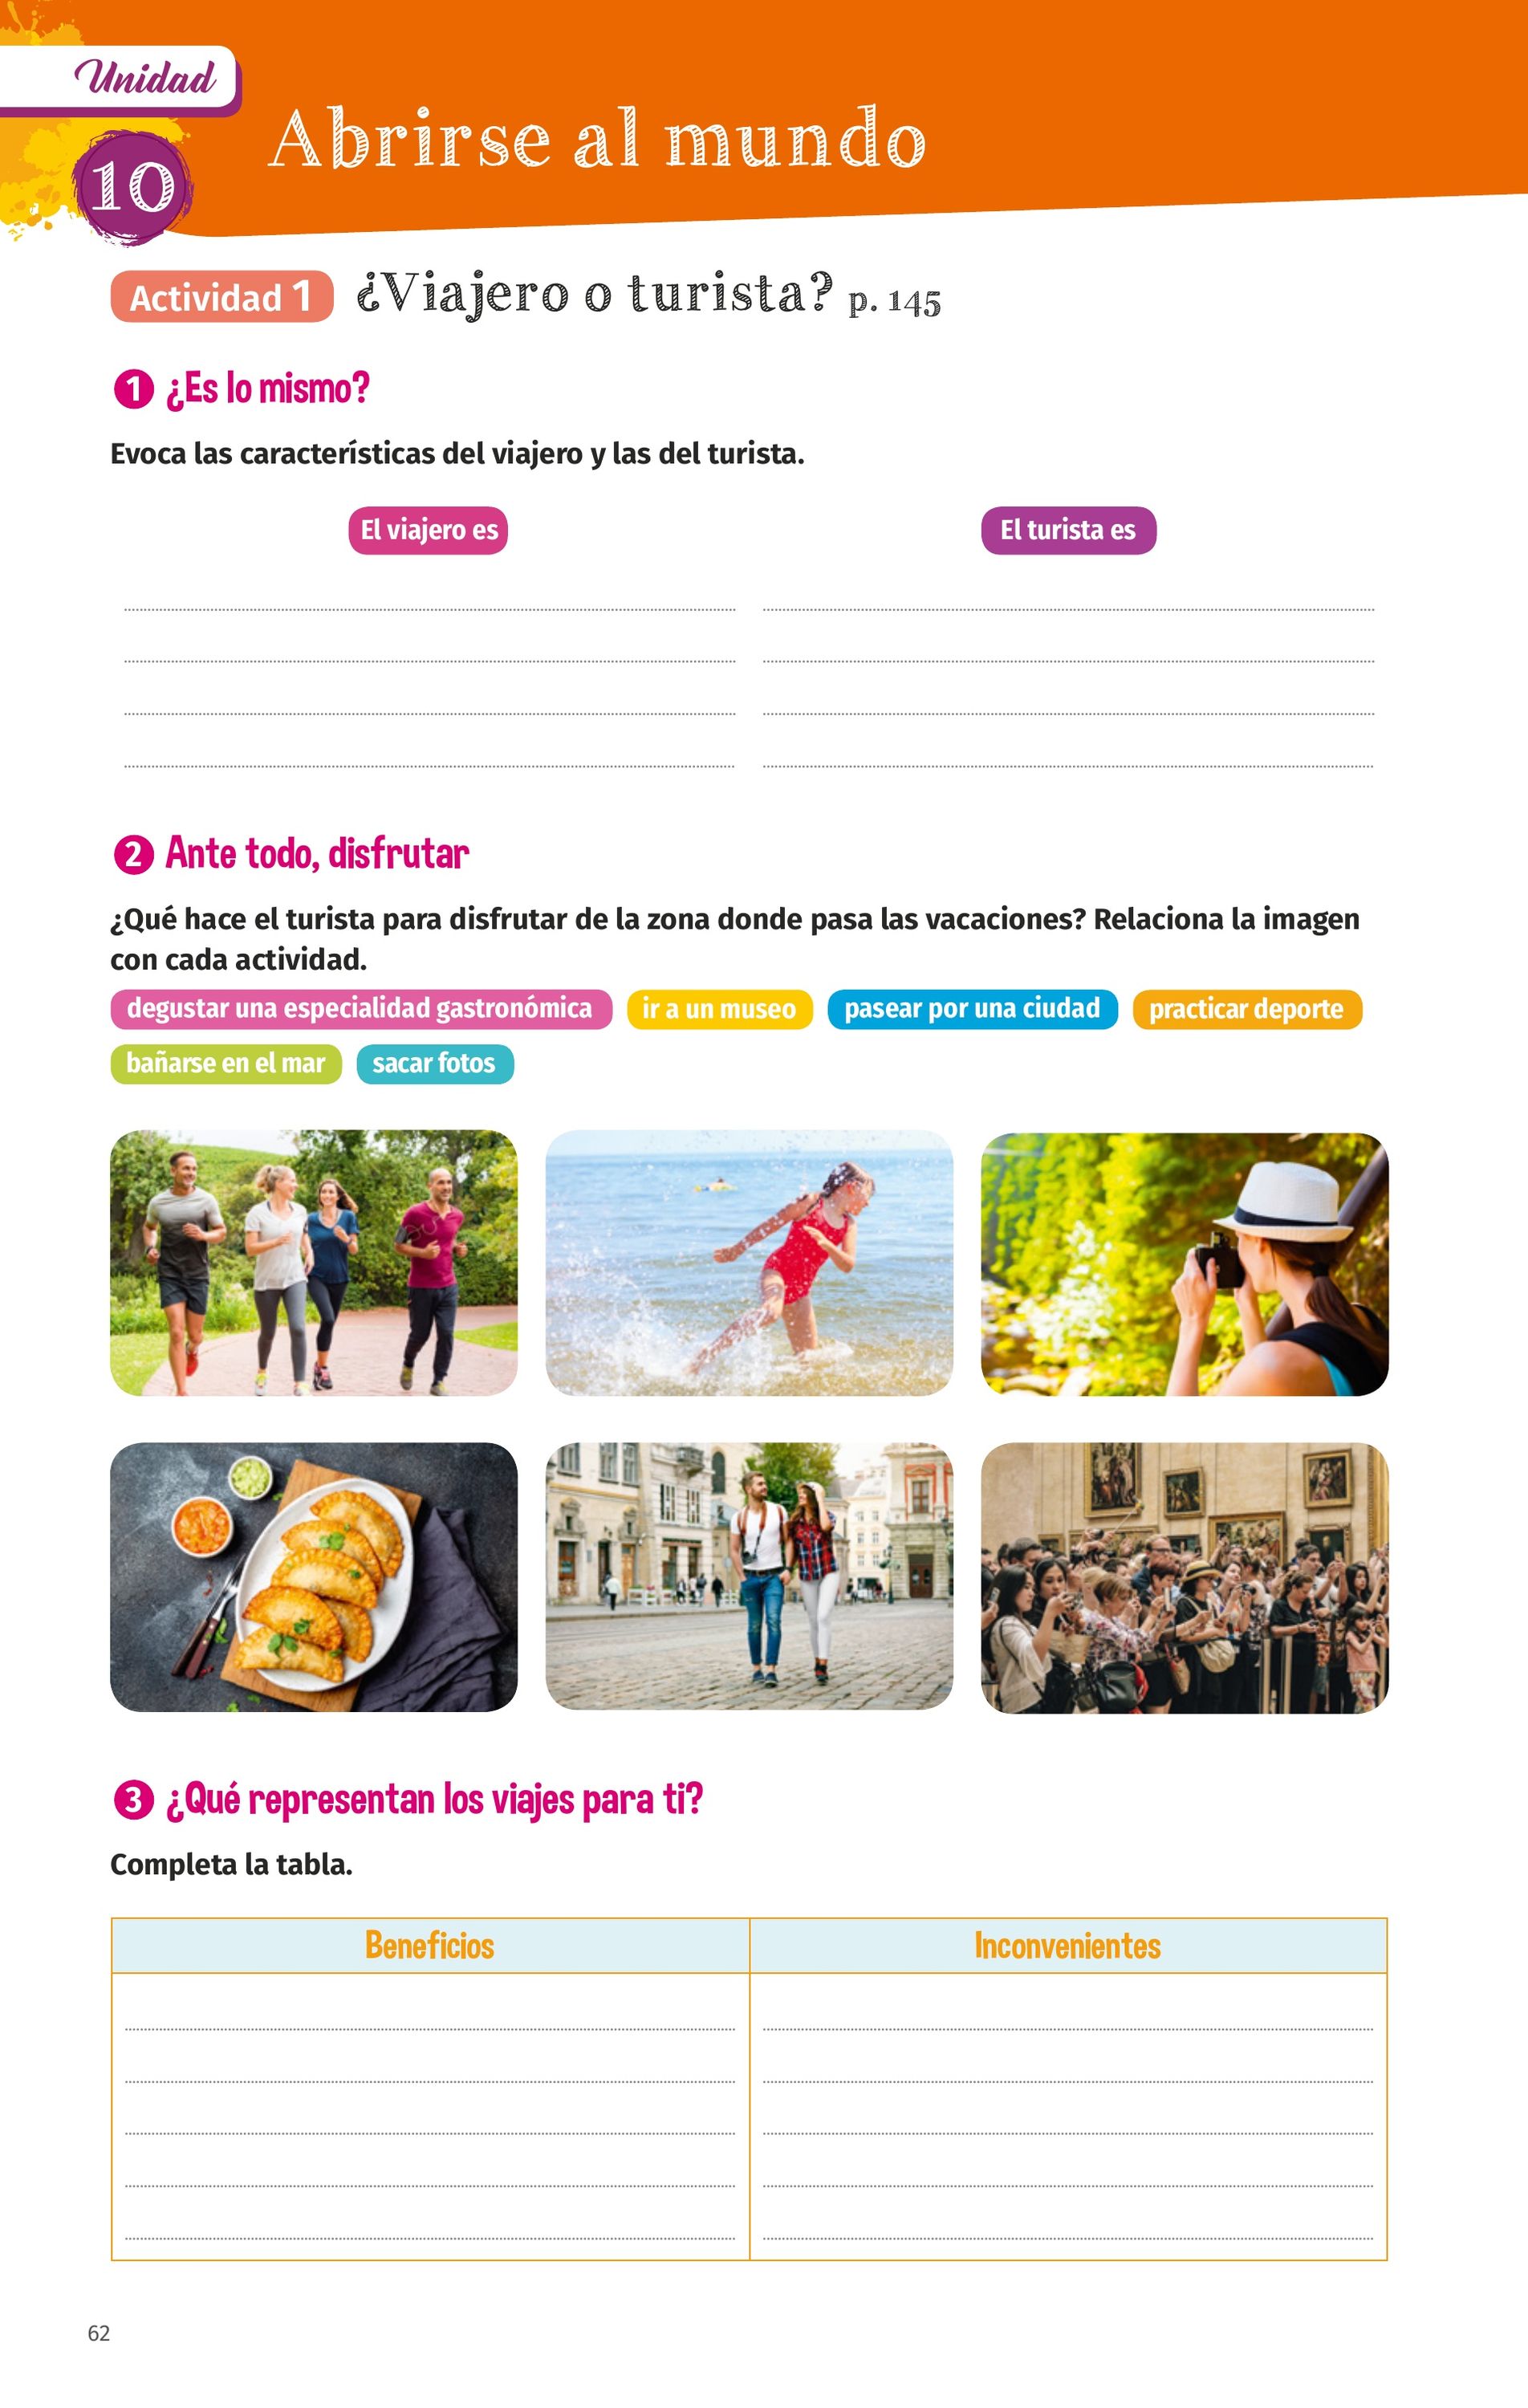 Unidad
10
Abrirse al mundo
Actividad 1 ¿Viajero o turista? p. 145
1 ¿Es lo mismo?
Evoca las características del viajero y las del turista.
El viajero es
El turista es
2 Ante todo, disfrutar
¿Qué hace el turista para disfrutar de la zona donde pasa las vacaciones? Relaciona la imagen
con cada actividad.
degustar una especialidad gastronómica ir a un museo pasear por una ciudad practicar deporte
bañarse en el mar sacar fotos
3 ¿Qué representan los viajes para ti?
Completa la tabla.
Beneficios
Inconvenientes
62